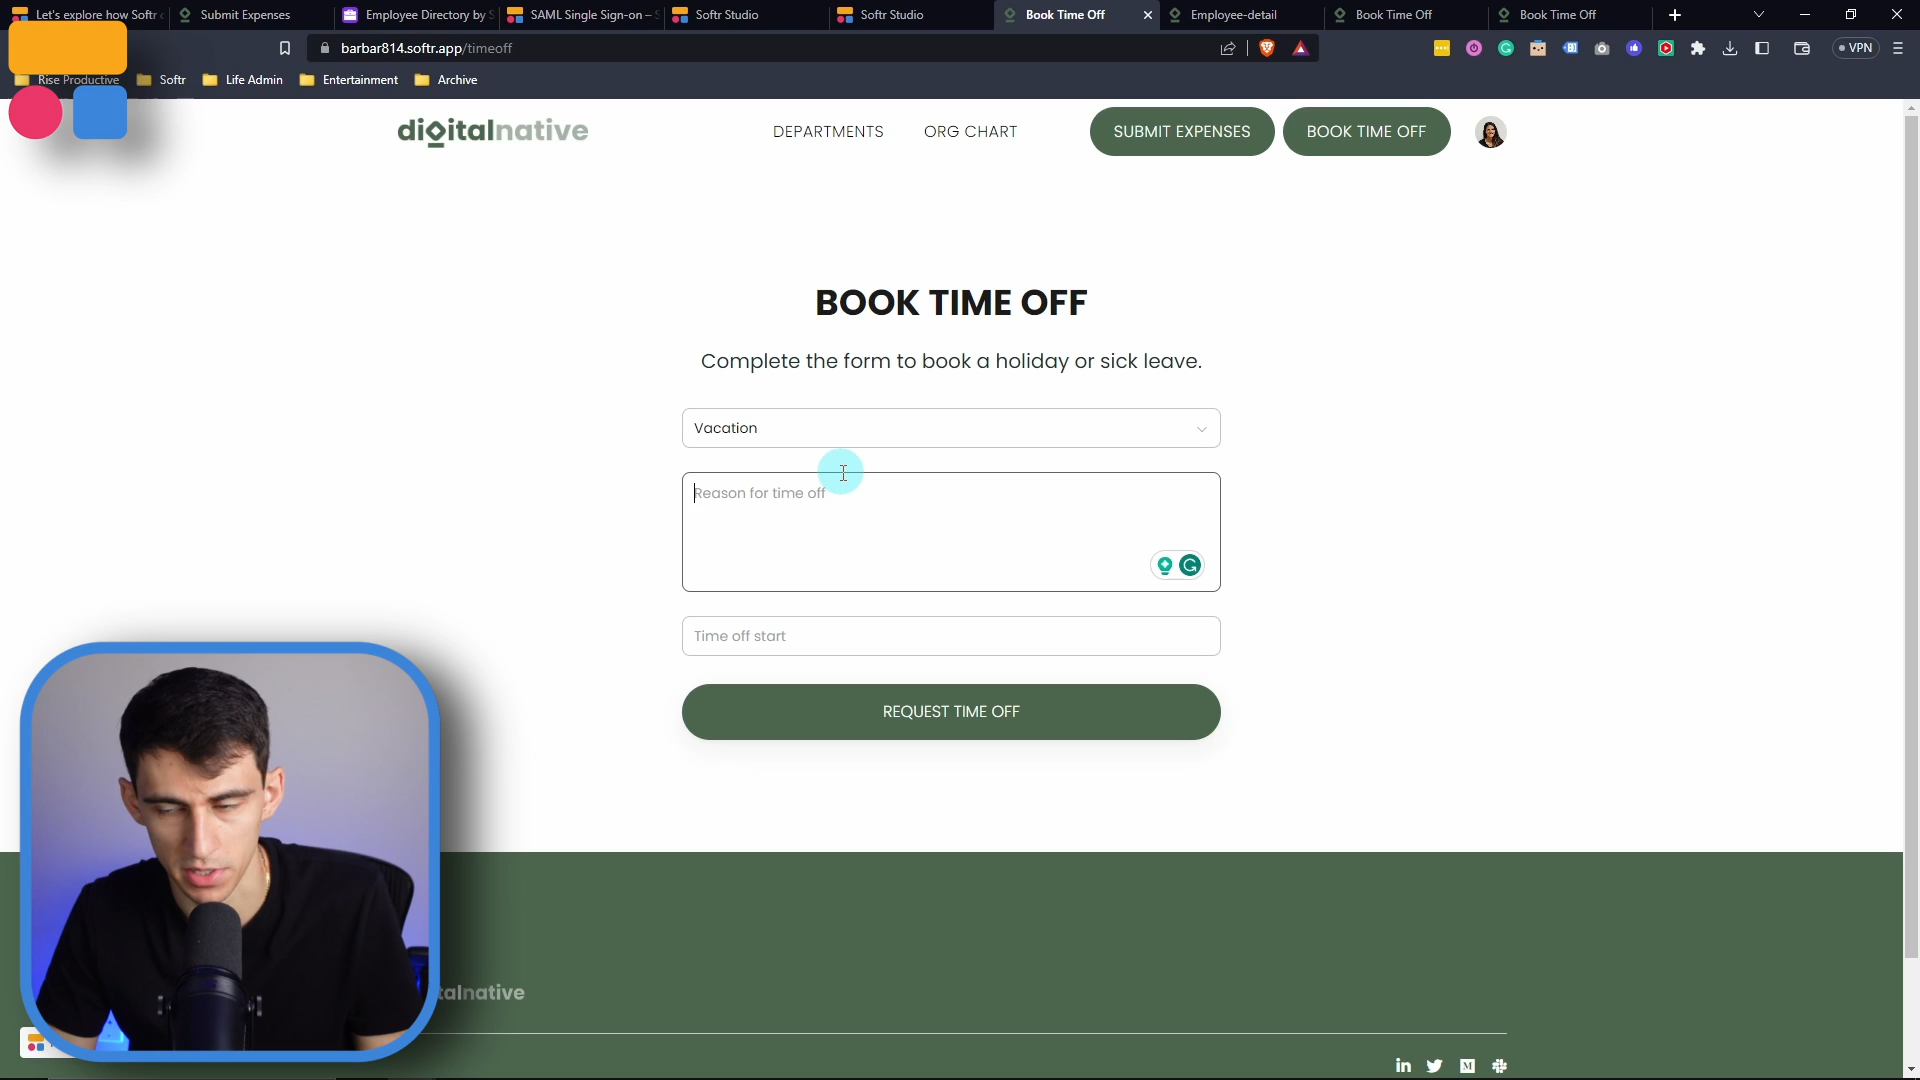 Let's explore how Softr
Submit Expenses
Employee Directory by S
SAML Single Sign-on – S
Softr Studio
Softr Studio
Book Time Off
Employee-detail
Book Time Off
Book Time Off
barbar814.softr.app/timeoff
VPN
Rise Productive
Softr
Life Admin
Entertainment
Archive
digitalnative
DEPARTMENTS
ORG CHART
SUBMIT EXPENSES
BOOK TIME OFF
BOOK TIME OFF
Complete the form to book a holiday or sick leave.
Vacation
Reason for time off
Time off start
REQUEST TIME OFF
talnative